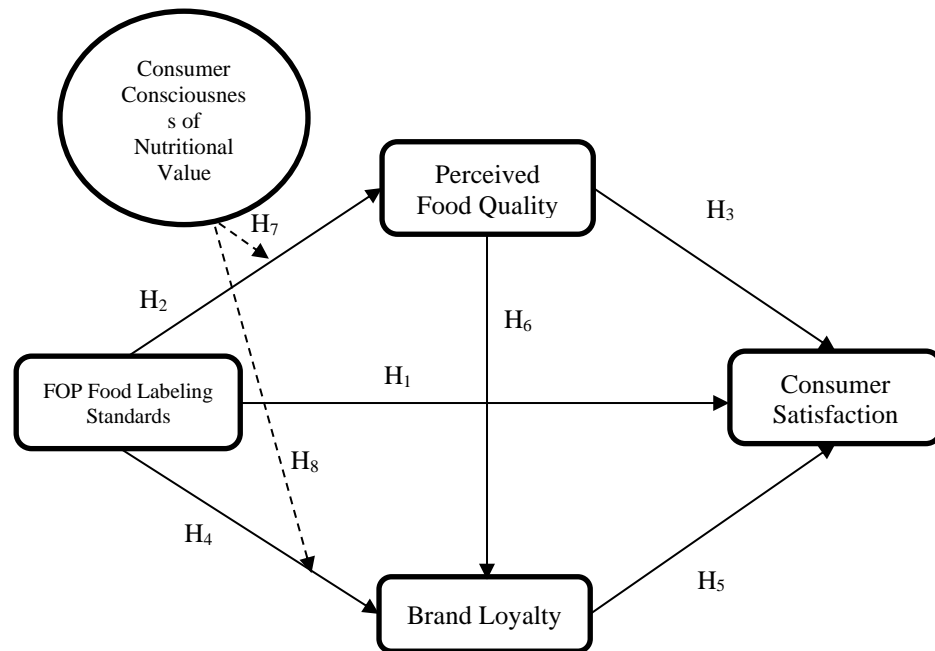 Consumer
Consciousnes
s of
Nutritional
Value
Perceived
Food Quality
H₇
H₃
H₂
H₆
FOP Food Labeling
Standards
H₁
Consumer
Satisfaction
H₈
H₄
H₅
Brand Loyalty